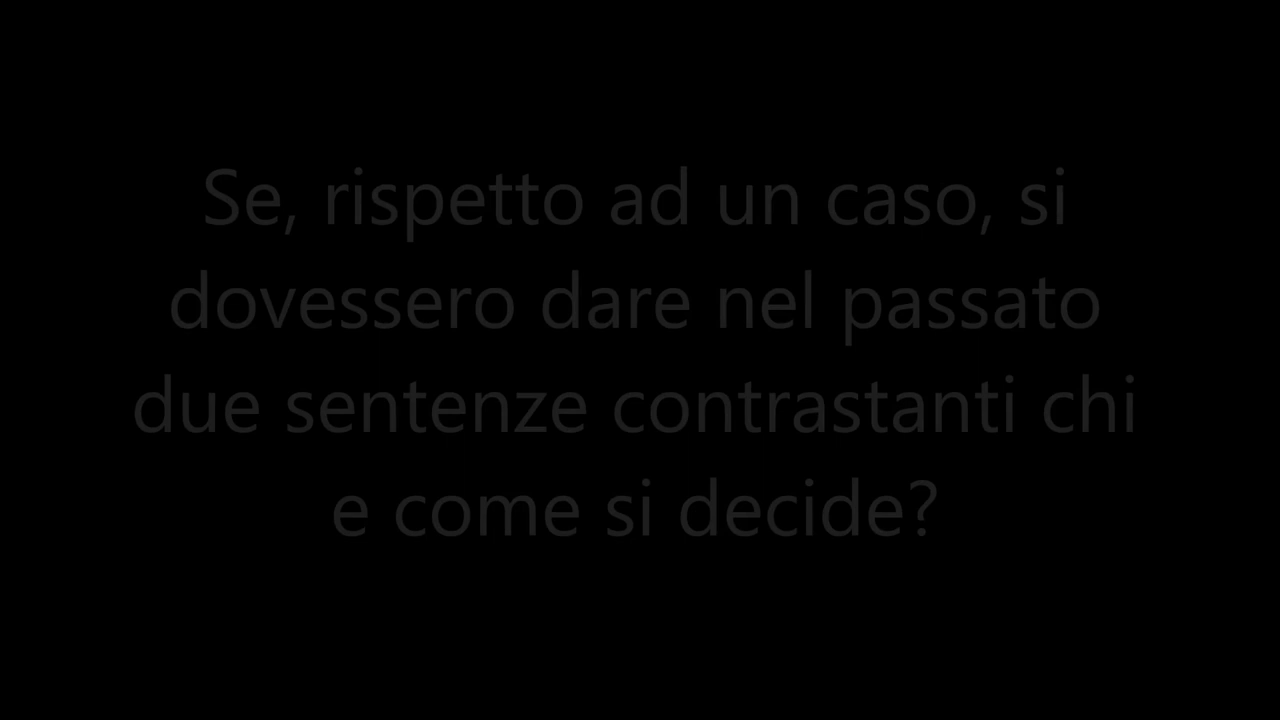 Se, rispetto ad un caso, si
dovessero dare nel passato
due sentenze contrastanti chi
e come si decide?